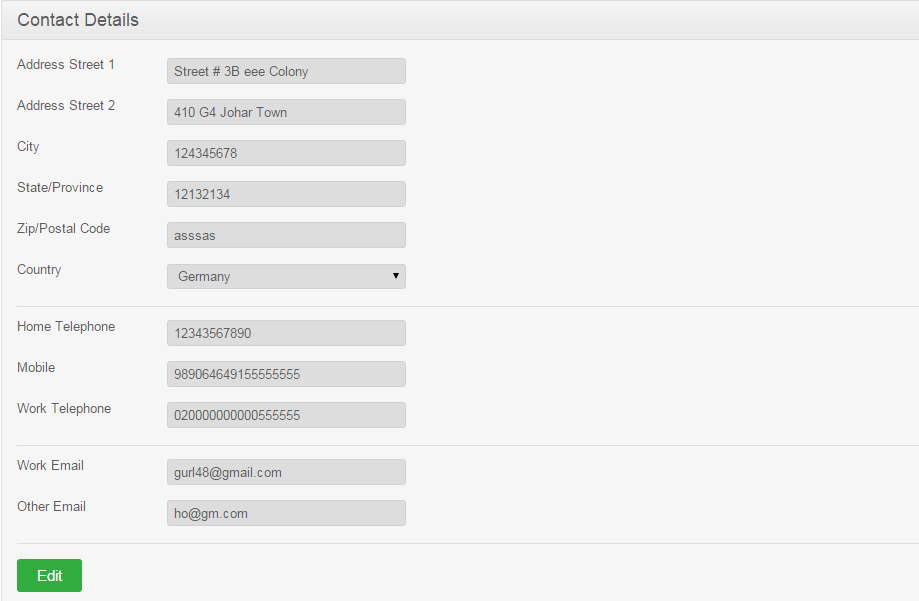 Contact Details
Address Street 1
Street # 3B eee Colony
Address Street 2
410 G4 Johar Town
City
124345678
State/Province
12132134
Zip/Postal Code
asssas
Country
Germany
Home Telephone
12343567890
Mobile
989064649155555555
Work Telephone
020000000000555555
Work Email
gurl48@gmail.com
Other Email
ho@gm.com
Edit